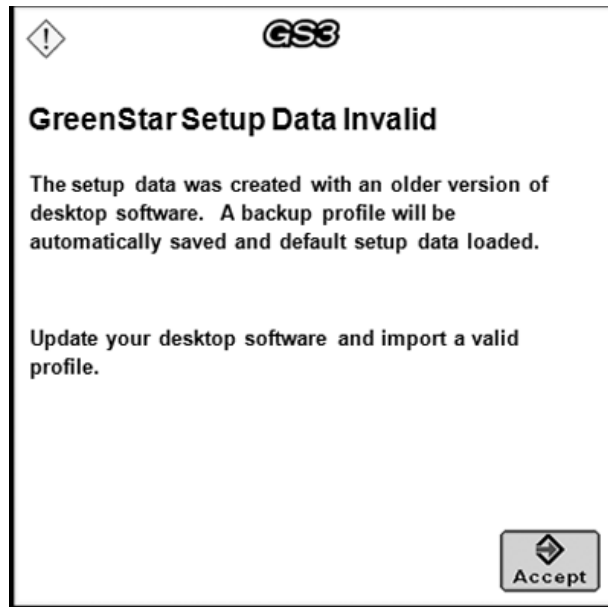 GS3
GreenStar Setup Data Invalid
The setup data was created with an older version of
desktop software. A backup profile will be
automatically saved and default setup data loaded.
Update your desktop software and import a valid
profile.
Accept